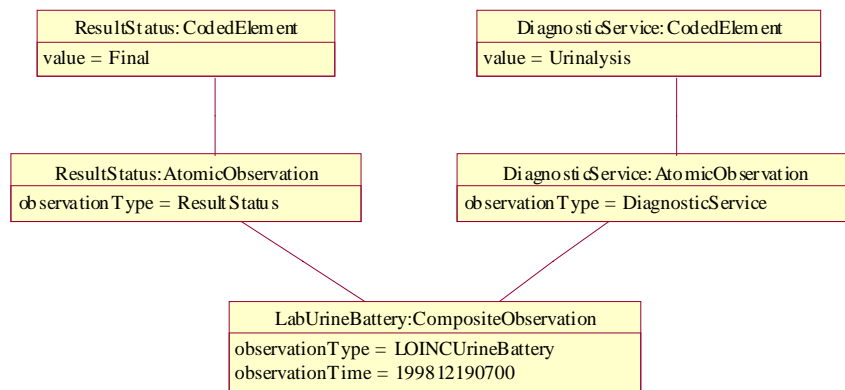 ResultStatus:CodedElement
value = Final
DiagnosticService:CodedElement
value = Urinalysis
ResultStatus:AtomicObservation
observationType = ResultStatus
DiagnosticService:AtomicObservation
observationType = DiagnosticService
LabUrineBattery:CompositeObservation
observationType = LOINCUrineBattery
observationTime = 199812190700